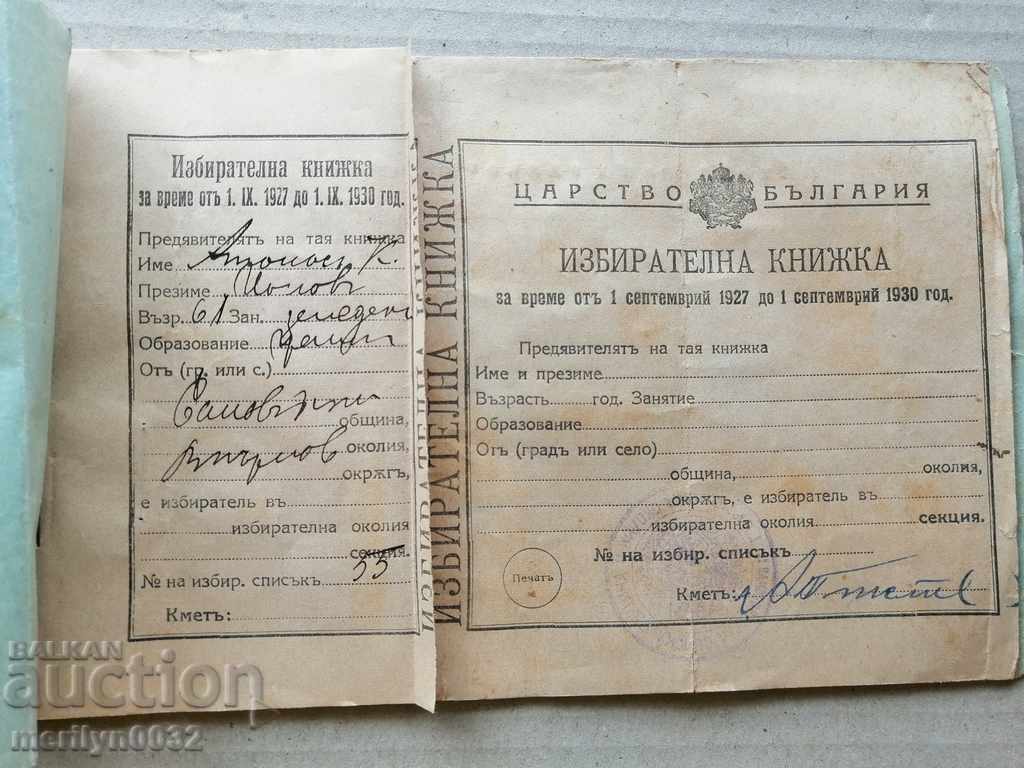 Избирателна книжка
за време отъ 1. IX. 1927 до 1. IX. 1930 год.
Предявительтъ на тая книжка
Име Атанас К.
Презиме
Възр. 61 Зан.
Образование
Отъ (гр. или с.)
община,
околия,
окрѫгъ,
е избиратель въ
избирателна околия
секция.
№ на избир. списъкъ 55
Кметъ:
ИЗБИРАТЕЛНА КНИЖКА
ЦАРСТВО БЪЛГАРИЯ
ИЗБИРАТЕЛНА КНИЖКА
за време отъ 1 септемврий 1927 до 1 септемврий 1930 год.
Предявительтъ на тая книжка
Име и презиме
Възрасть год. Занятие
Образование
Отъ (градъ или село)
община, околия,
окрѫгъ, е избиратель въ
избирателна околия секция.
№ на избир. списъкъ
Печать
Кметъ:
BALKAN
auction
merilyn0032